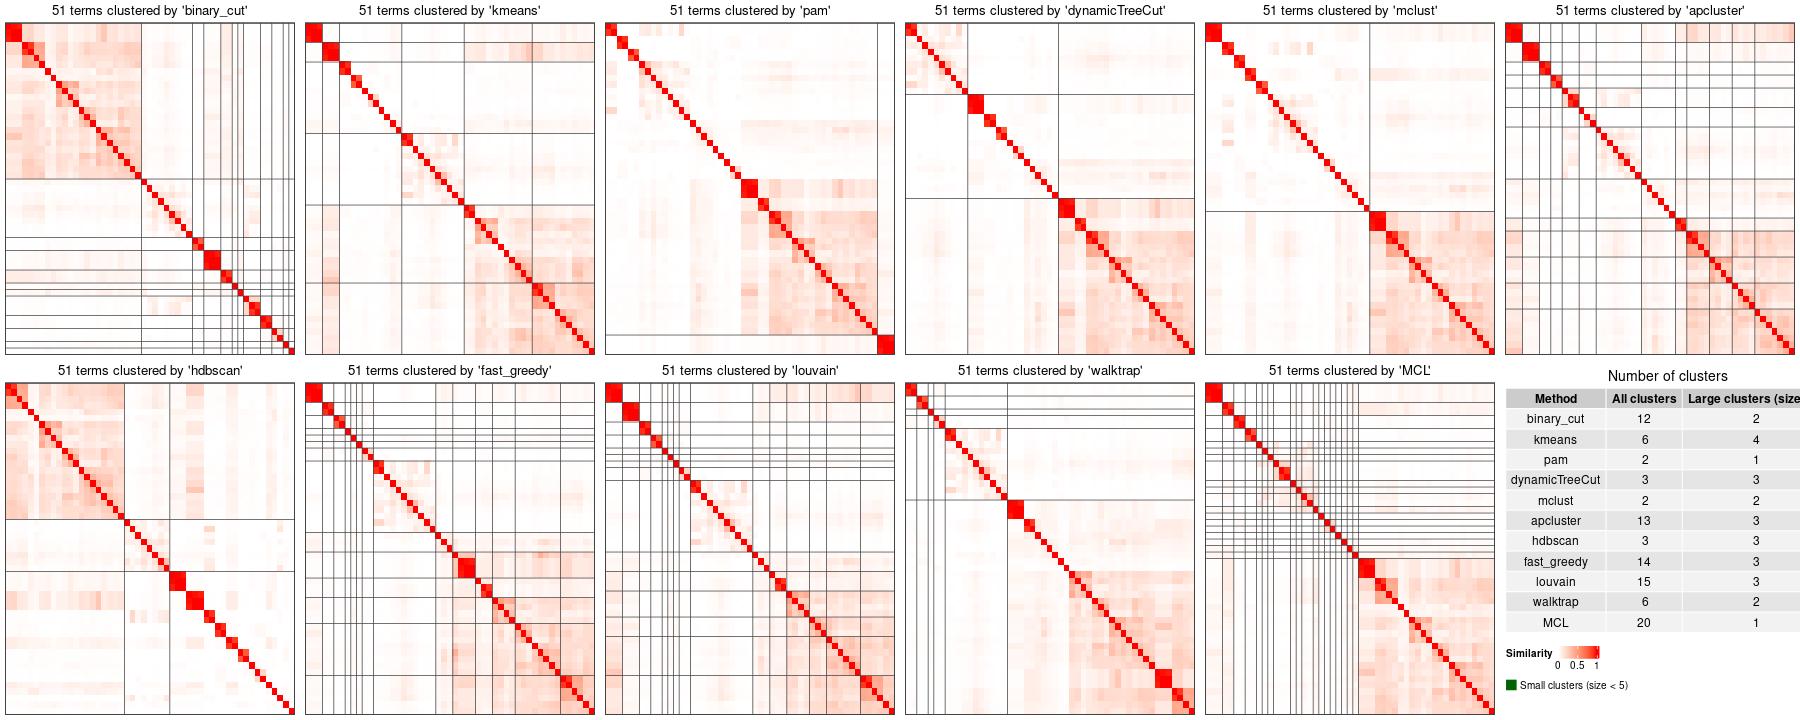 51 terms clustered by 'binary_cut'
51 terms clustered by 'kmeans'
51 terms clustered by 'pam'
51 terms clustered by 'dynamicTreeCut'
51 terms clustered by 'mclust'
51 terms clustered by 'apcluster'
51 terms clustered by 'hdbscan'
51 terms clustered by 'fast_greedy'
51 terms clustered by 'louvain'
51 terms clustered by 'walktrap'
51 terms clustered by 'MCL'
Number of clusters
Method All clusters Large clusters (size
binary_cut 12 2
kmeans 6 4
pam 2 1
dynamicTreeCut 3 3
mclust 2 2
apcluster 13 3
hdbscan 3 3
fast_greedy 14 3
louvain 15 3
walktrap 6 2
MCL 20 1
Similarity
0 0.5 1
Small clusters (size < 5)